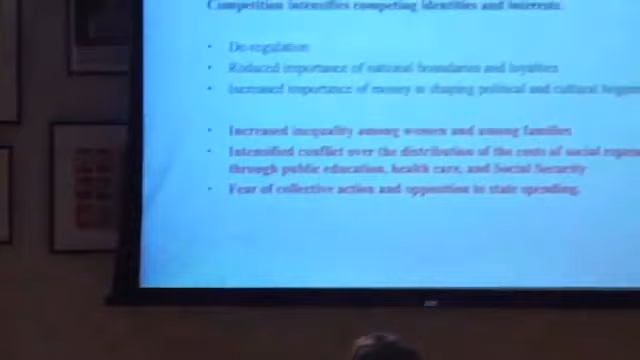 Competition intensifies competing identities and interests.
• De-regulation
• Reduced importance of national boundaries and loyalties
• Increased importance of money in shaping political and cultural
• Increased inequality among women and among families
• Intensified conflict over the distribution of the costs of social
through public education, health care, and Social Security
• Fear of collective action and opposition to state spending.